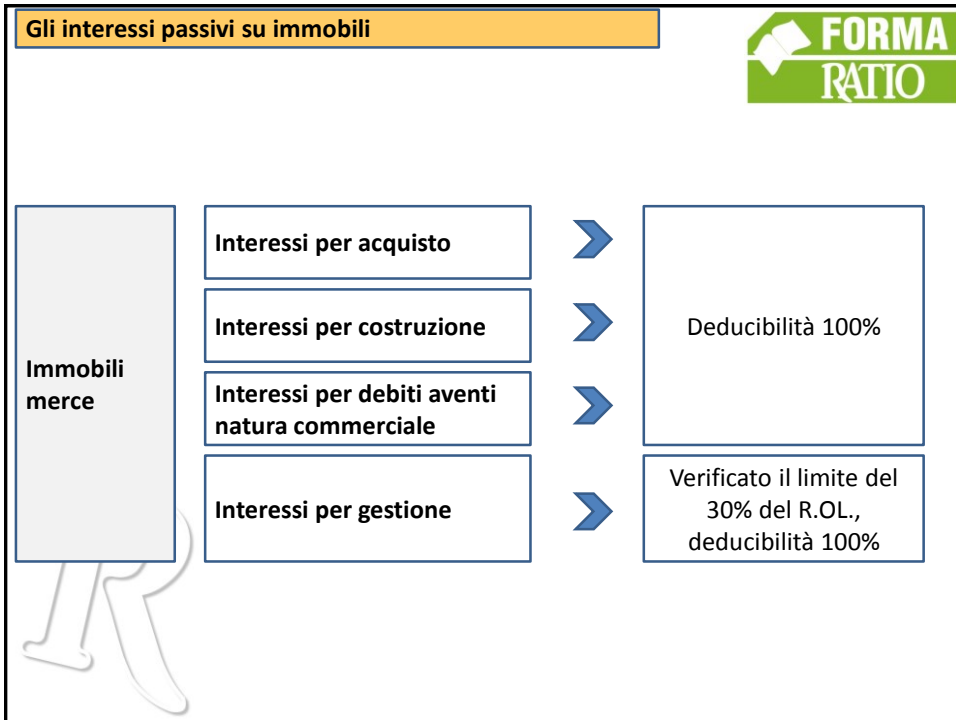 Gli interessi passivi su immobili
FORMA
RATIO
Immobili
merce
Interessi per acquisto
Interessi per costruzione
Interessi per debiti aventi
natura commerciale
Interessi per gestione
Deducibilità 100%
Verificato il limite del
30% del R.OL.,
deducibilità 100%
R